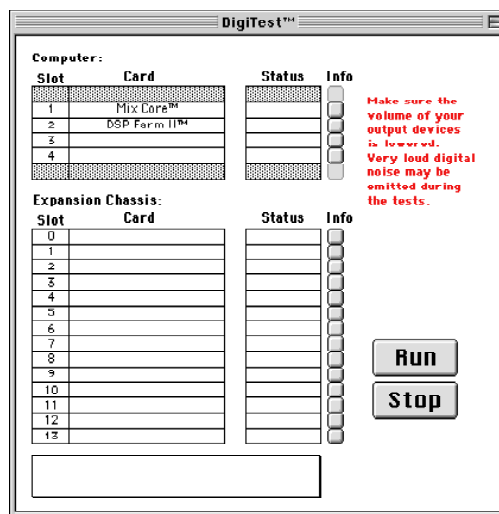 DigiTest™
Computer:
Slot Card Status Info
1 Mix Core™
2 DSP Farm II™
3
4
Make sure the
volume of your
output devices
is lowered.
Very loud digital
noise may be
emitted during
the tests.
Expansion Chassis:
Slot Card Status Info
0
1
2
3
4
5
6
7
8
9
10
11
12
13
Run
Stop